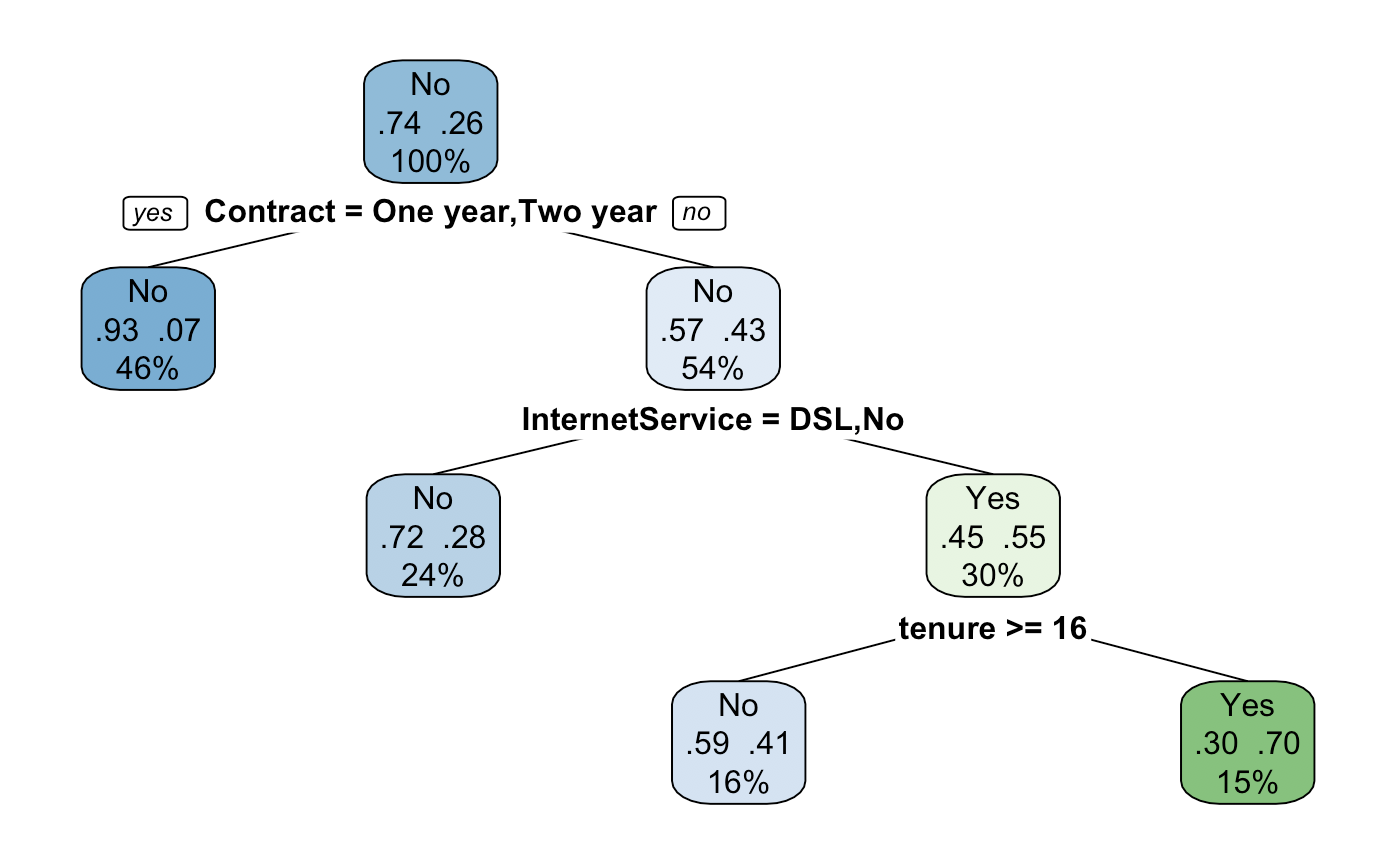 No
.74 .26
100%
yes Contract = One year,Two year no
No
.93 .07
46%
No
.57 .43
54%
InternetService = DSL,No
No
.72 .28
24%
Yes
.45 .55
30%
tenure >= 16
No
.59 .41
16%
Yes
.30 .70
15%